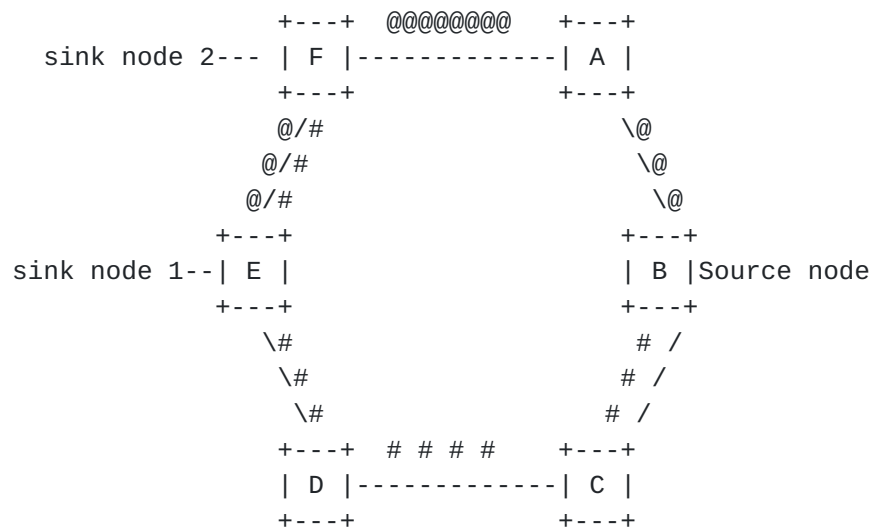 +---+  @@@@@@@@   +---+
  sink node 2--- | F |-------------| A |
                 +---+             +---+
                 @/#                   \@
                @/#                     \@
               @/#                       \@
             +---+                     +---+
sink node 1--| E |                     | B |Source node
             +---+                     +---+
                \#                      # /
                 \#                    # /
                  \#                  # /
                 +---+  # # # #    +---+
                 | D |-------------| C |
                 +---+             +---+